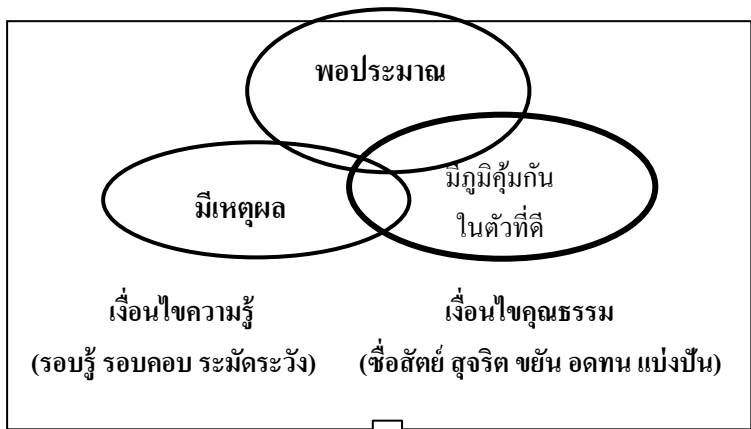 พอประมาณ
มีเหตุผล
มีภูมิคุ้มกัน
ในตัวที่ดี
เงื่อนไขความรู้
(รอบรู้ รอบคอบ ระมัดระวัง)
เงื่อนไขคุณธรรม
(ซื่อสัตย์ สุจริต ขยัน อดทน แบ่งปัน)